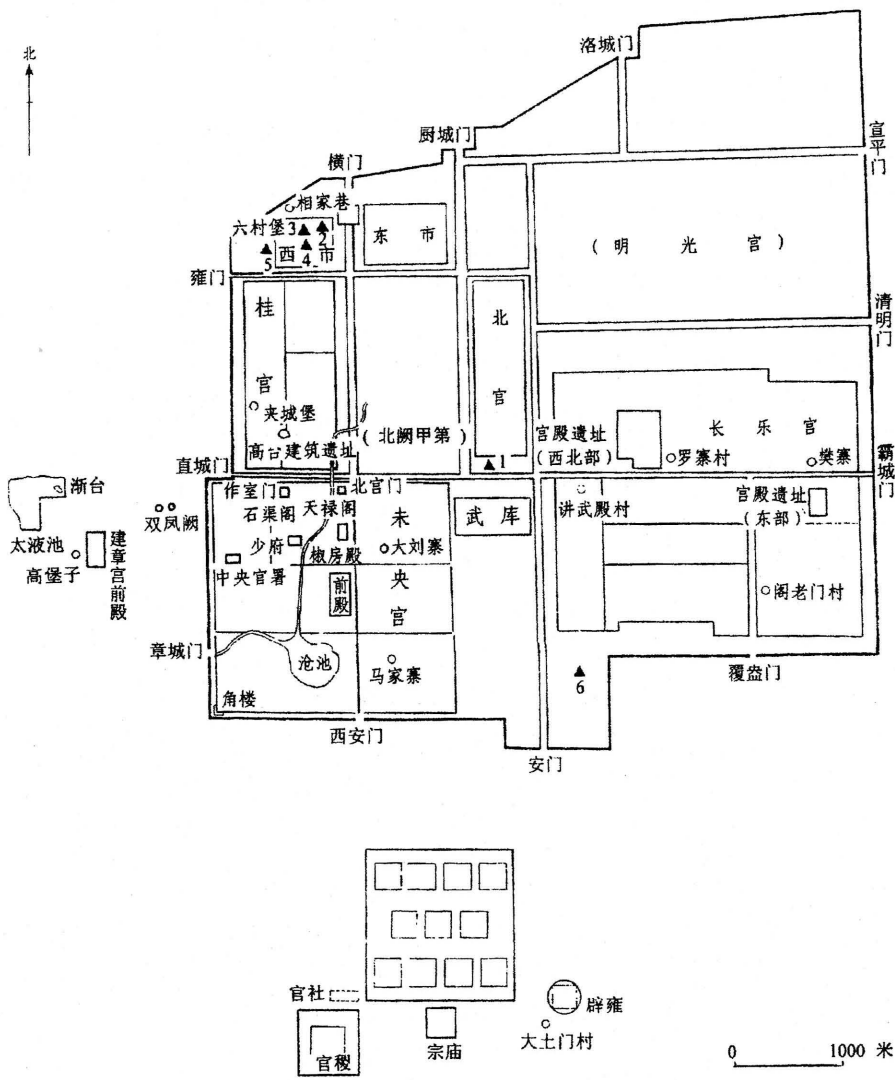 北
洛城门
宣平门
厨城门
横门
相家巷
六村堡
3
2
4
5
西市
东市
(明光宫)
雍门
清明门
桂宫
北宫
夹城堡
高台建筑遗址
(北阙甲第)
1
宫殿遗址
(西北部)
长乐宫
罗寨村
樊寨
直城门
霸城门
渐台
太液池
高堡子
建章宫前殿
双凤阙
作室门
北宫门
石渠阁
天禄阁
少府
椒房殿
中央官署
前殿
未央宫
大刘寨
武库
讲武殿村
宫殿遗址
(东部)
阁老门村
章城门
沧池
马家寨
角楼
西安门
安门
6
覆盎门
官社
官稷
宗庙
辟雍
大土门村
0 1000 米